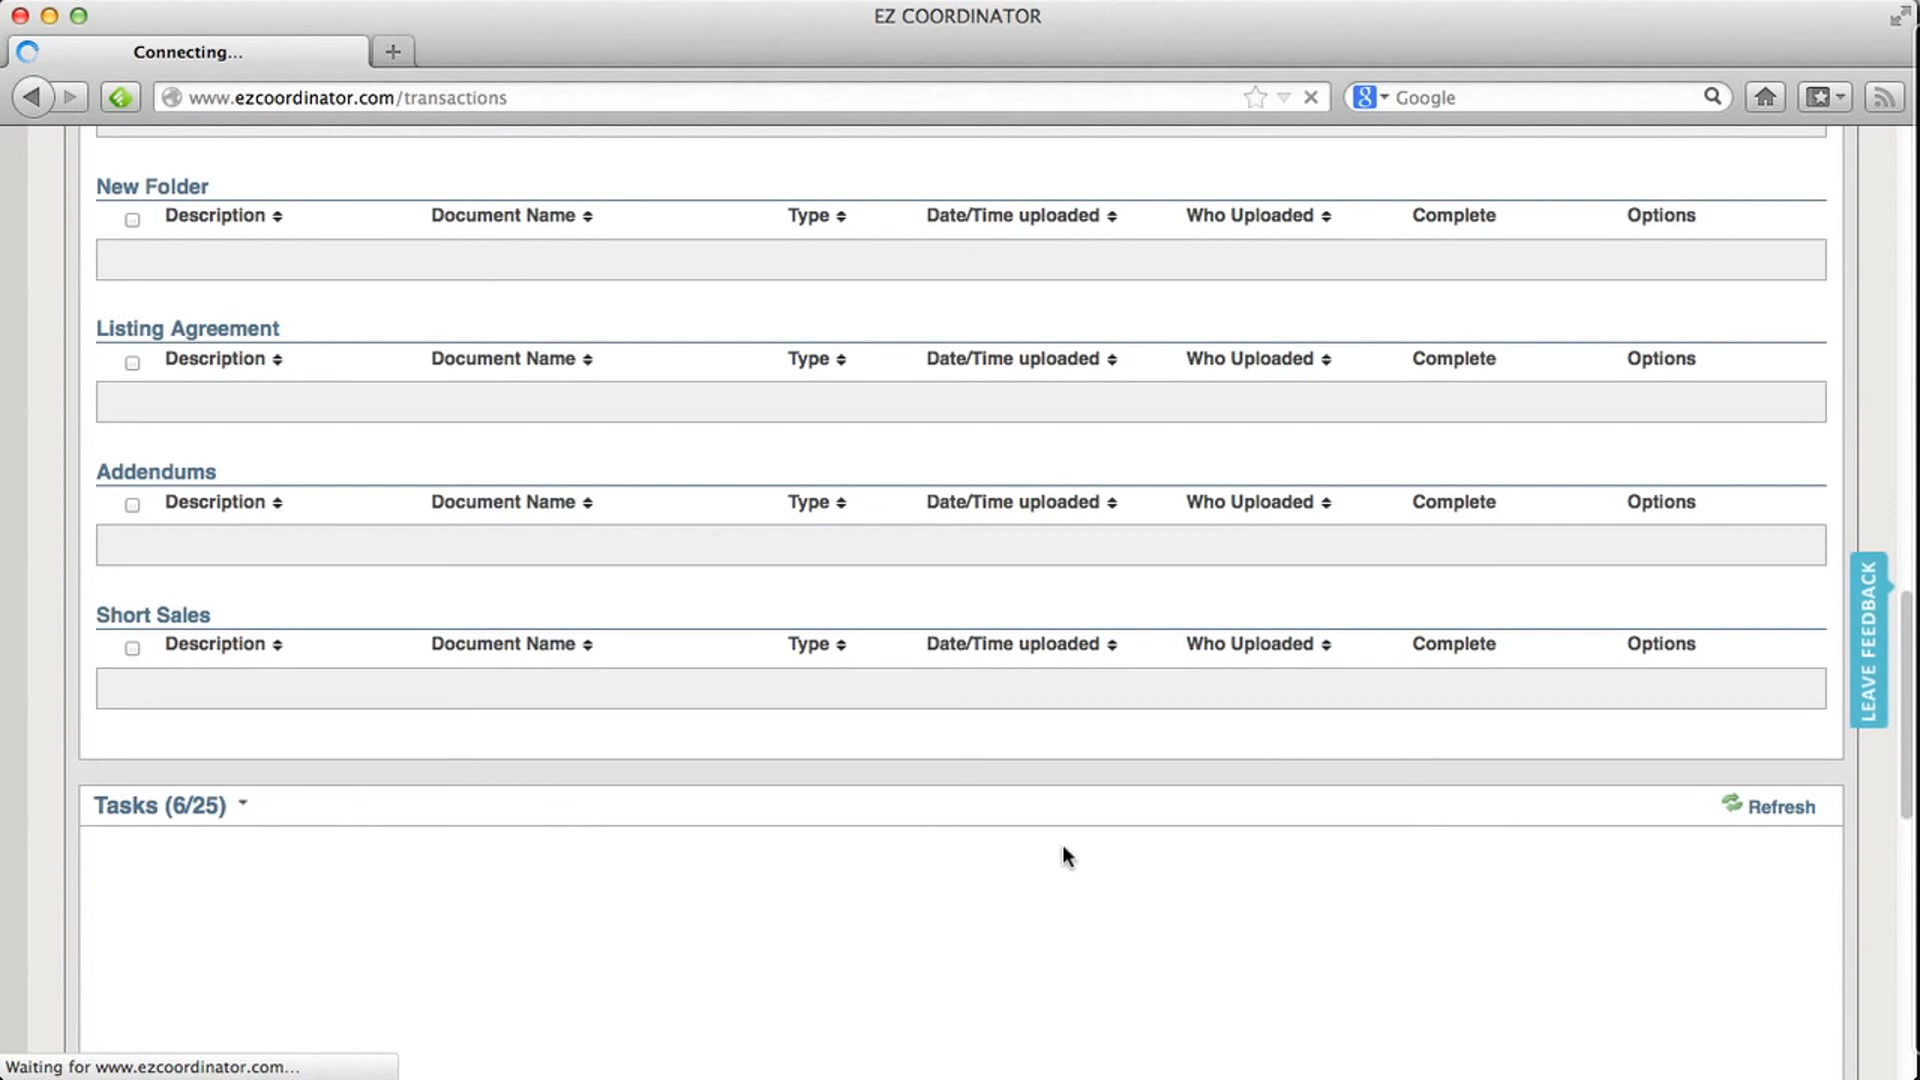 EZ COORDINATOR
Connecting...
www.ezcoordinator.com/transactions
Google
New Folder
Description Document Name Type Date/Time uploaded Who Uploaded Complete Options
Listing Agreement
Description Document Name Type Date/Time uploaded Who Uploaded Complete Options
Addendums
Description Document Name Type Date/Time uploaded Who Uploaded Complete Options
Short Sales
Description Document Name Type Date/Time uploaded Who Uploaded Complete Options
LEAVE FEEDBACK
Tasks (6/25) Refresh
Waiting for www.ezcoordinator.com...